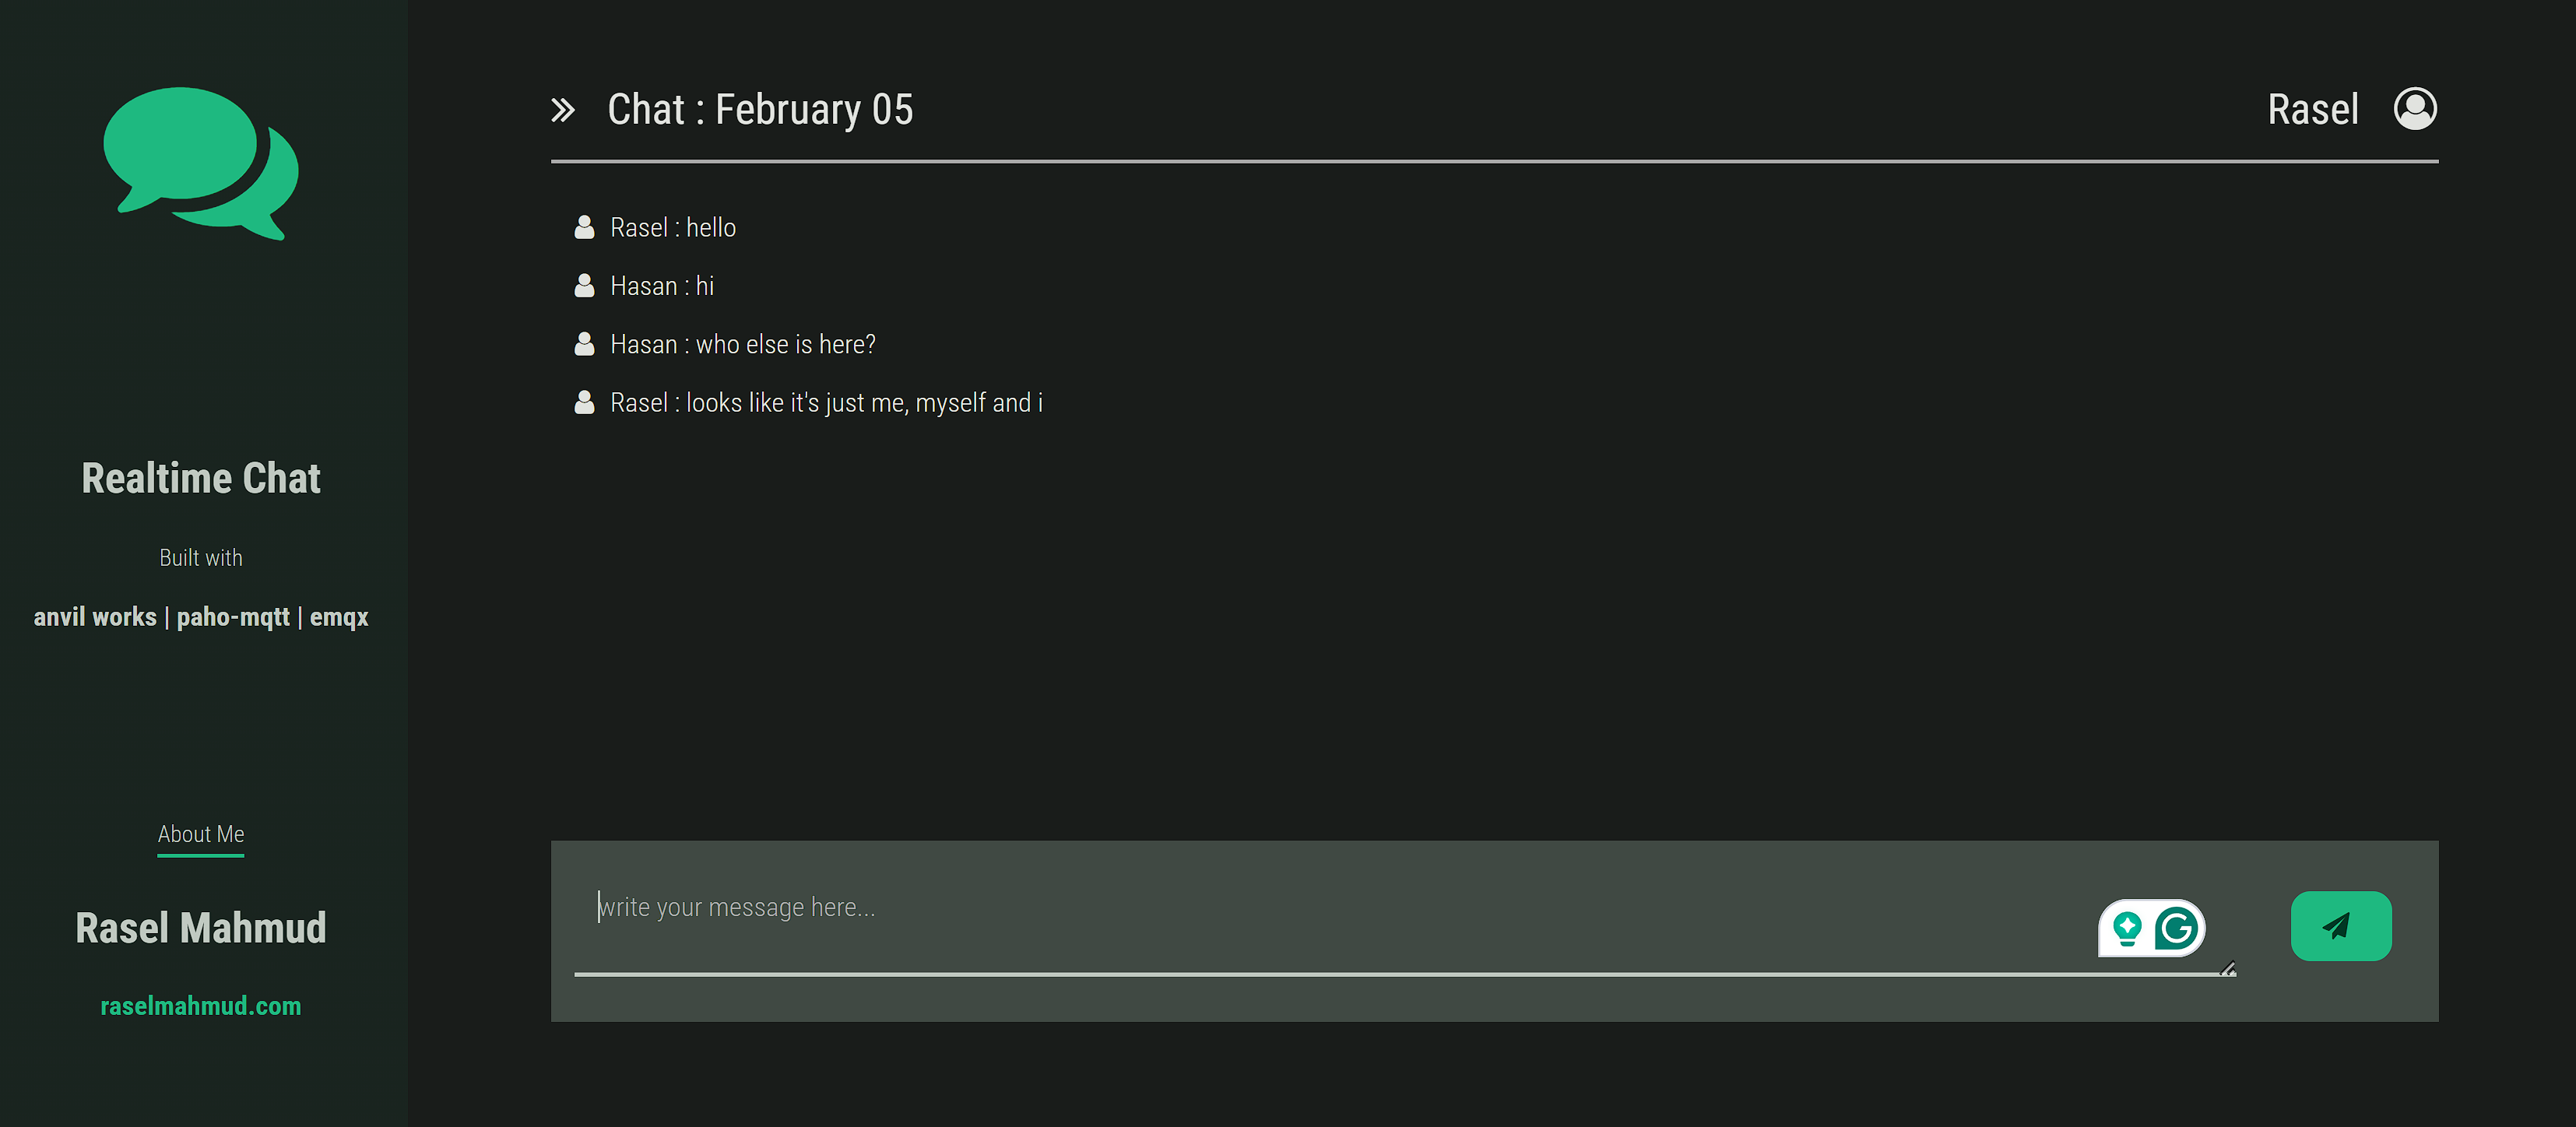 Realtime Chat
Built with
anvil works | paho-mqtt | emqx
About Me
Rasel Mahmud
raselmahmud.com
Chat : February 05
Rasel
Rasel : hello
Hasan : hi
Hasan : who else is here?
Rasel : looks like it's just me, myself and i
write your message here...